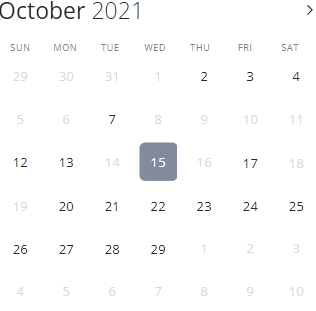 October 2021
SUN MON TUE WED THU FRI SAT
29 30 31 1 2 3 4
5 6 7 8 9 10 11
12 13 14 15 16 17 18
19 20 21 22 23 24 25
26 27 28 29 1 2 3
4 5 6 7 8 9 10